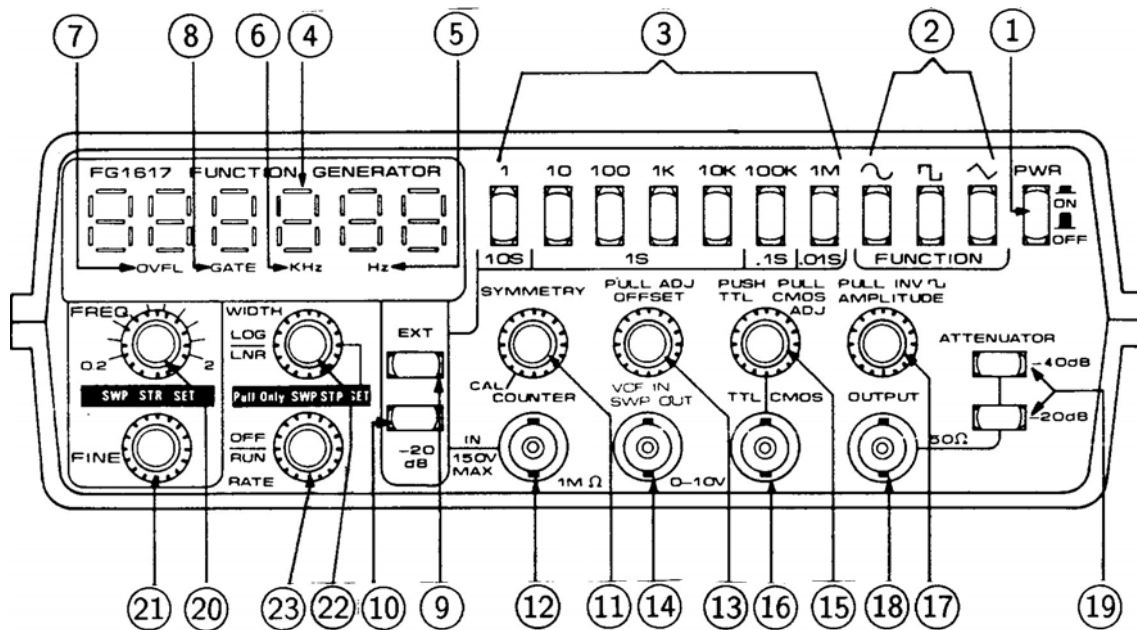 7 8 6 4 5 3 2 1
FG1617 FUNCTION GENERATOR
1 10 100 1K 10K 100K 1M PWR
ON
OFF
OVFL GATE KHz Hz
10S 1S .1S .01S FUNCTION
FREQ
0.2 2
SWP STR SET
FINE
WIDTH
LOG
LNR
Pull Only SWP STP SET
OFF
RUN
RATE
EXT
-20
dB
SYMMETRY
CAL
COUNTER
IN
150V
MAX
1M Ω
PULL ADJ
OFFSET
VCF IN
SWP OUT
0-10V
PUSH PULL
TTL CMOS
ADJ
TTL CMOS
PULL INV
AMPLITUDE
OUTPUT
50Ω
ATTENUATOR
-40dB
-20dB
21 20 23 22 10 9 12 11 14 13 16 15 18 17 19